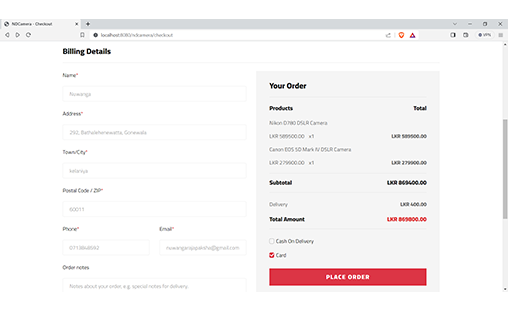 NDCamera - Checkout
localhost:8080/ndcamera/checkout
VPN
Billing Details
Name*
Nuwanga
Address*
292, Bathalehenawatta, Gonawala
Town/City*
kelaniya
Postal Code / ZIP*
60011
Phone*
Email*
0713848682
nuwangarajapaksha@gmail.com
Order notes
Notes about your order, e.g. special notes for delivery.
Your Order
Products Total
Nikon D780 DSLR Camera
LKR 589500.00 x1 LKR 589500.00
Canon EOS 5D Mark IV DSLR Camera
LKR 279900.00 x1 LKR 279900.00
Subtotal LKR 869400.00
Delivery LKR 400.00
Total Amount LKR 869800.00
Cash On Delivery
Card
PLACE ORDER